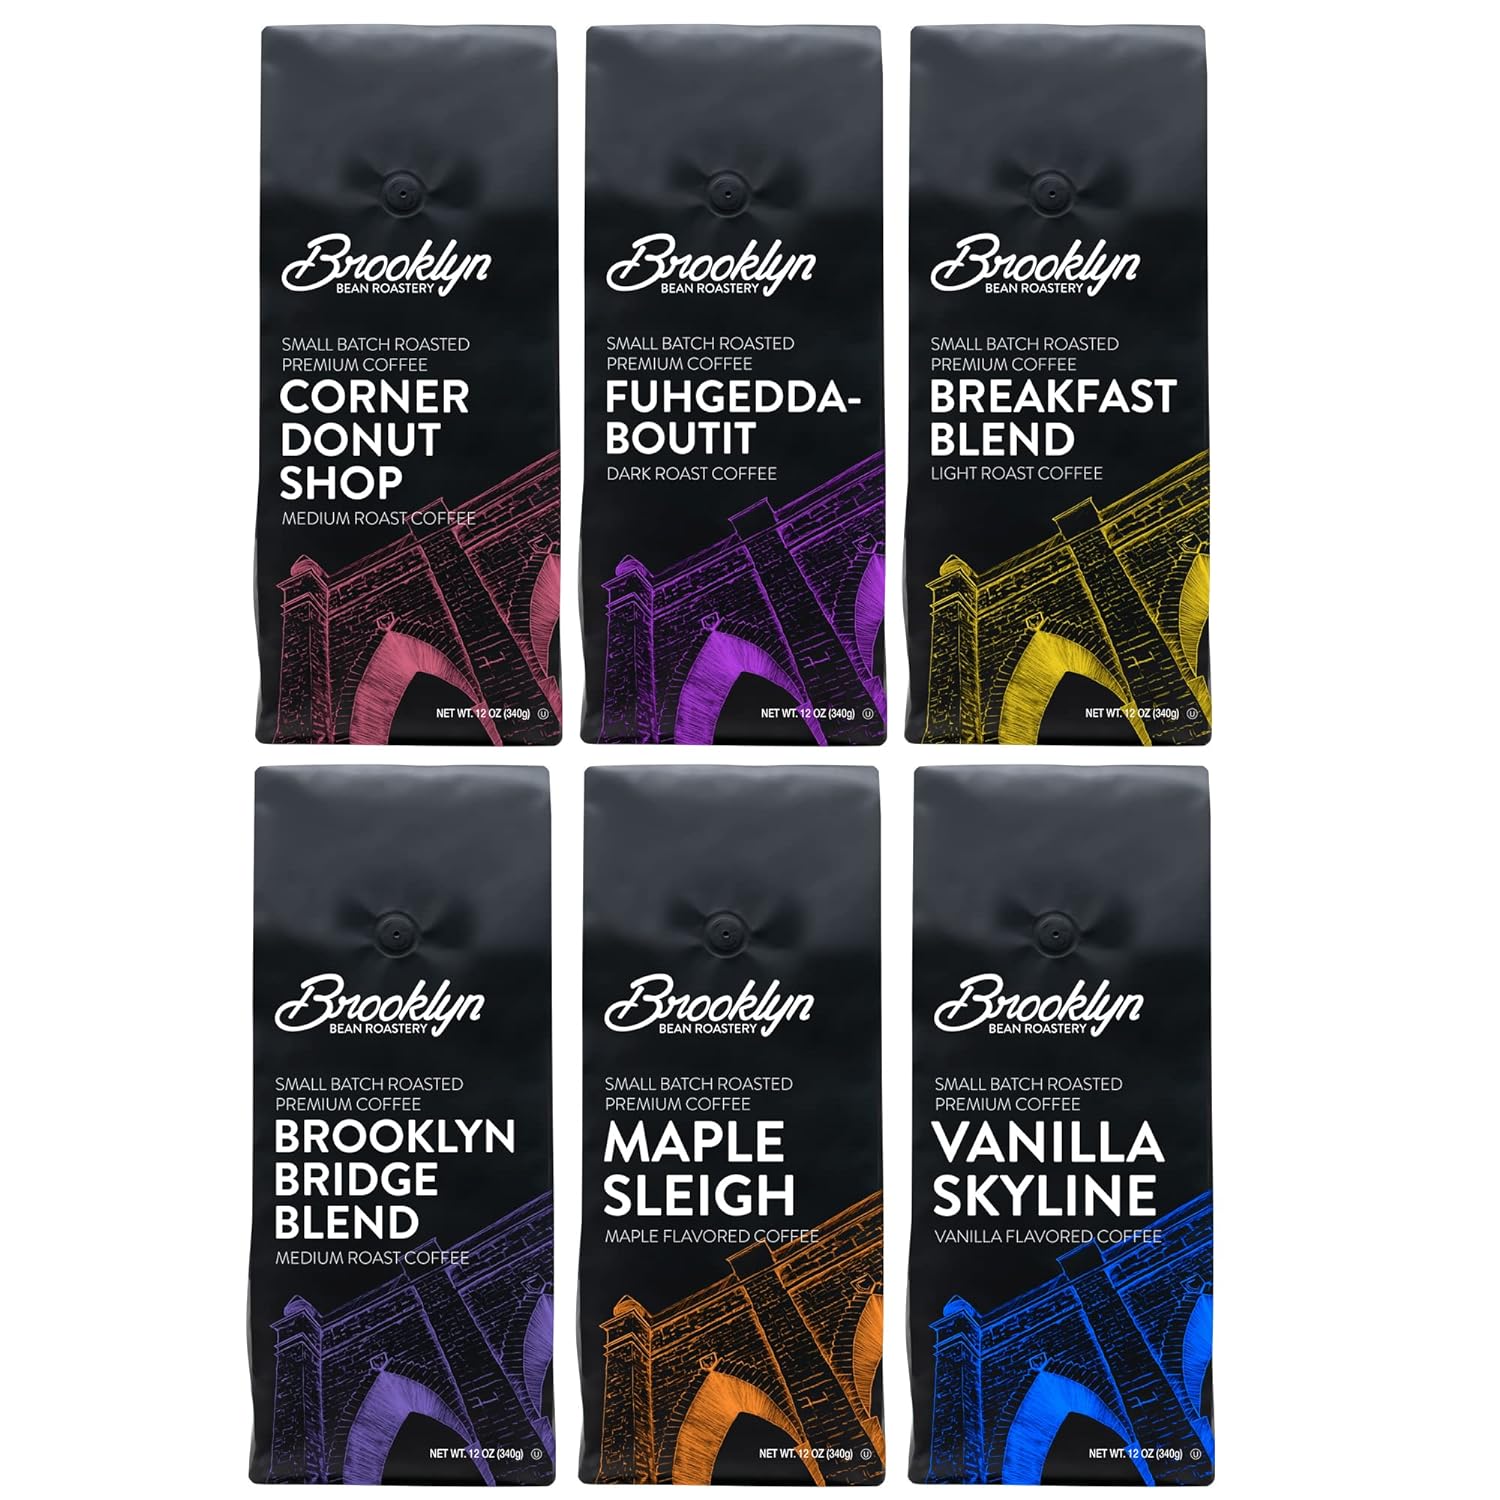 Brooklyn
BEAN ROASTERY
SMALL BATCH ROASTED
PREMIUM COFFEE
CORNER
DONUT
SHOP
MEDIUM ROAST COFFEE
NET WT. 12 OZ (340g) U
Brooklyn
BEAN ROASTERY
SMALL BATCH ROASTED
PREMIUM COFFEE
FUHGEDDA-
BOUTIT
DARK ROAST COFFEE
NET WT. 12 OZ (340g) U
Brooklyn
BEAN ROASTERY
SMALL BATCH ROASTED
PREMIUM COFFEE
BREAKFAST
BLEND
LIGHT ROAST COFFEE
NET WT. 12 OZ (340g) U
Brooklyn
BEAN ROASTERY
SMALL BATCH ROASTED
PREMIUM COFFEE
BROOKLYN
BRIDGE
BLEND
MEDIUM ROAST COFFEE
NET WT. 12 OZ (340g) U
Brooklyn
BEAN ROASTERY
SMALL BATCH ROASTED
PREMIUM COFFEE
MAPLE
SLEIGH
MAPLE FLAVORED COFFEE
NET WT. 12 OZ (340g) U
Brooklyn
BEAN ROASTERY
SMALL BATCH ROASTED
PREMIUM COFFEE
VANILLA
SKYLINE
VANILLA FLAVORED COFFEE
NET WT. 12 OZ (340g) U